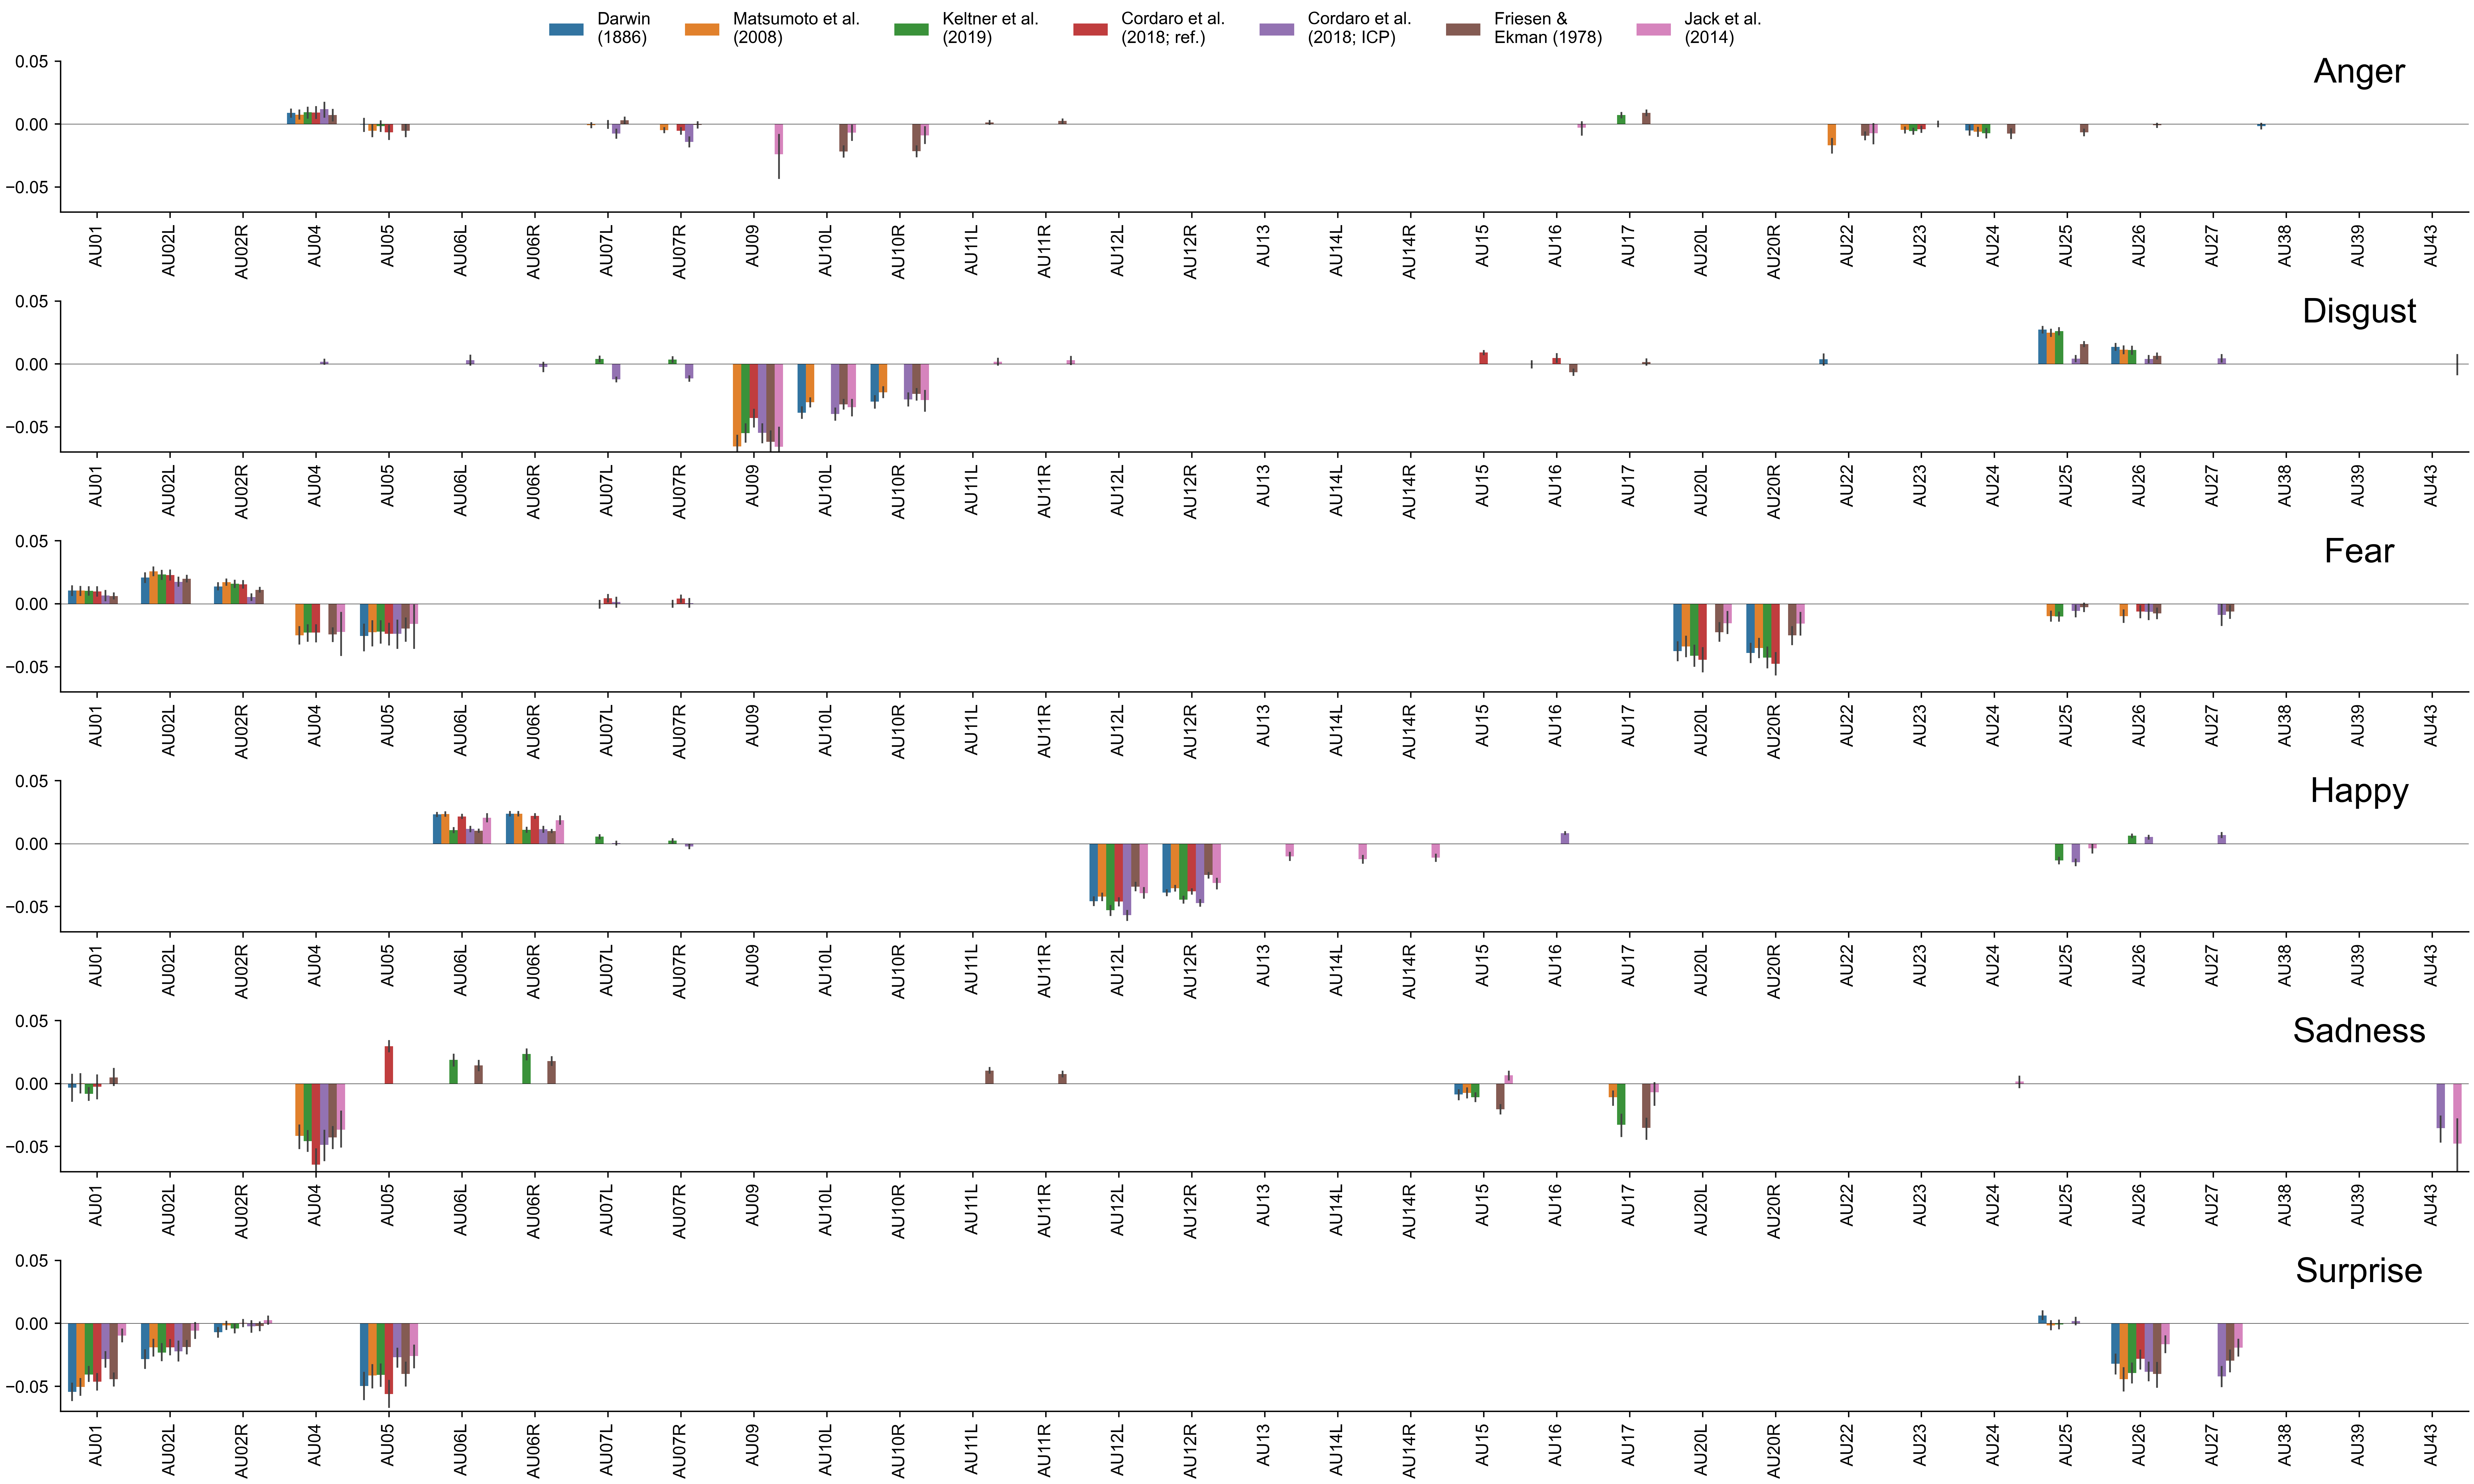 Darwin
(1886)
Matsumoto et al.
(2008)
Keltner et al.
(2019)
Cordaro et al.
(2018; ref.)
Cordaro et al.
(2018; ICP)
Friesen &
Ekman (1978)
Jack et al.
(2014)
Anger
0.05
0.00
−0.05
AU01 AU02L AU02R AU04 AU05 AU06L AU06R AU07L AU07R AU09 AU10L AU10R AU11L AU11R AU12L AU12R AU13 AU14L AU14R AU15 AU16 AU17 AU20L AU20R AU22 AU23 AU24 AU25 AU26 AU27 AU38 AU39 AU43
Disgust
0.05
0.00
−0.05
AU01 AU02L AU02R AU04 AU05 AU06L AU06R AU07L AU07R AU09 AU10L AU10R AU11L AU11R AU12L AU12R AU13 AU14L AU14R AU15 AU16 AU17 AU20L AU20R AU22 AU23 AU24 AU25 AU26 AU27 AU38 AU39 AU43
Fear
0.05
0.00
−0.05
AU01 AU02L AU02R AU04 AU05 AU06L AU06R AU07L AU07R AU09 AU10L AU10R AU11L AU11R AU12L AU12R AU13 AU14L AU14R AU15 AU16 AU17 AU20L AU20R AU22 AU23 AU24 AU25 AU26 AU27 AU38 AU39 AU43
Happy
0.05
0.00
−0.05
AU01 AU02L AU02R AU04 AU05 AU06L AU06R AU07L AU07R AU09 AU10L AU10R AU11L AU11R AU12L AU12R AU13 AU14L AU14R AU15 AU16 AU17 AU20L AU20R AU22 AU23 AU24 AU25 AU26 AU27 AU38 AU39 AU43
Sadness
0.05
0.00
−0.05
AU01 AU02L AU02R AU04 AU05 AU06L AU06R AU07L AU07R AU09 AU10L AU10R AU11L AU11R AU12L AU12R AU13 AU14L AU14R AU15 AU16 AU17 AU20L AU20R AU22 AU23 AU24 AU25 AU26 AU27 AU38 AU39 AU43
Surprise
0.05
0.00
−0.05
AU01 AU02L AU02R AU04 AU05 AU06L AU06R AU07L AU07R AU09 AU10L AU10R AU11L AU11R AU12L AU12R AU13 AU14L AU14R AU15 AU16 AU17 AU20L AU20R AU22 AU23 AU24 AU25 AU26 AU27 AU38 AU39 AU43